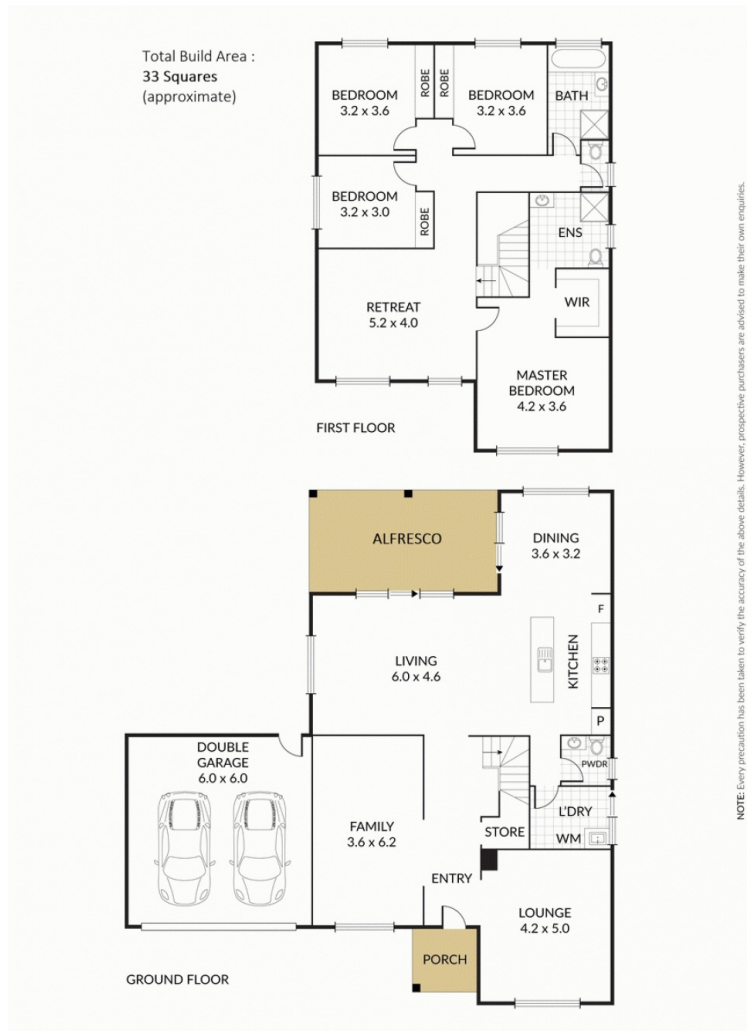 Total Build Area :
33 Squares
(approximate)
BEDROOM
3.2 x 3.6
ROBE
ROBE
BEDROOM
3.2 x 3.6
BATH
BEDROOM
3.2 x 3.0
ROBE
ENS
RETREAT
5.2 x 4.0
WIR
MASTER
BEDROOM
4.2 x 3.6
FIRST FLOOR
ALFRESCO
DINING
3.6 x 3.2
F
LIVING
6.0 x 4.6
KITCHEN
P
DOUBLE
GARAGE
6.0 x 6.0
PWDR
FAMILY
3.6 x 6.2
STORE
L'DRY
WM
ENTRY
LOUNGE
4.2 x 5.0
PORCH
GROUND FLOOR
NOTE: Every precaution has been taken to verify the accuracy of the above details. However, prospective purchasers are advised to make their own enquiries.